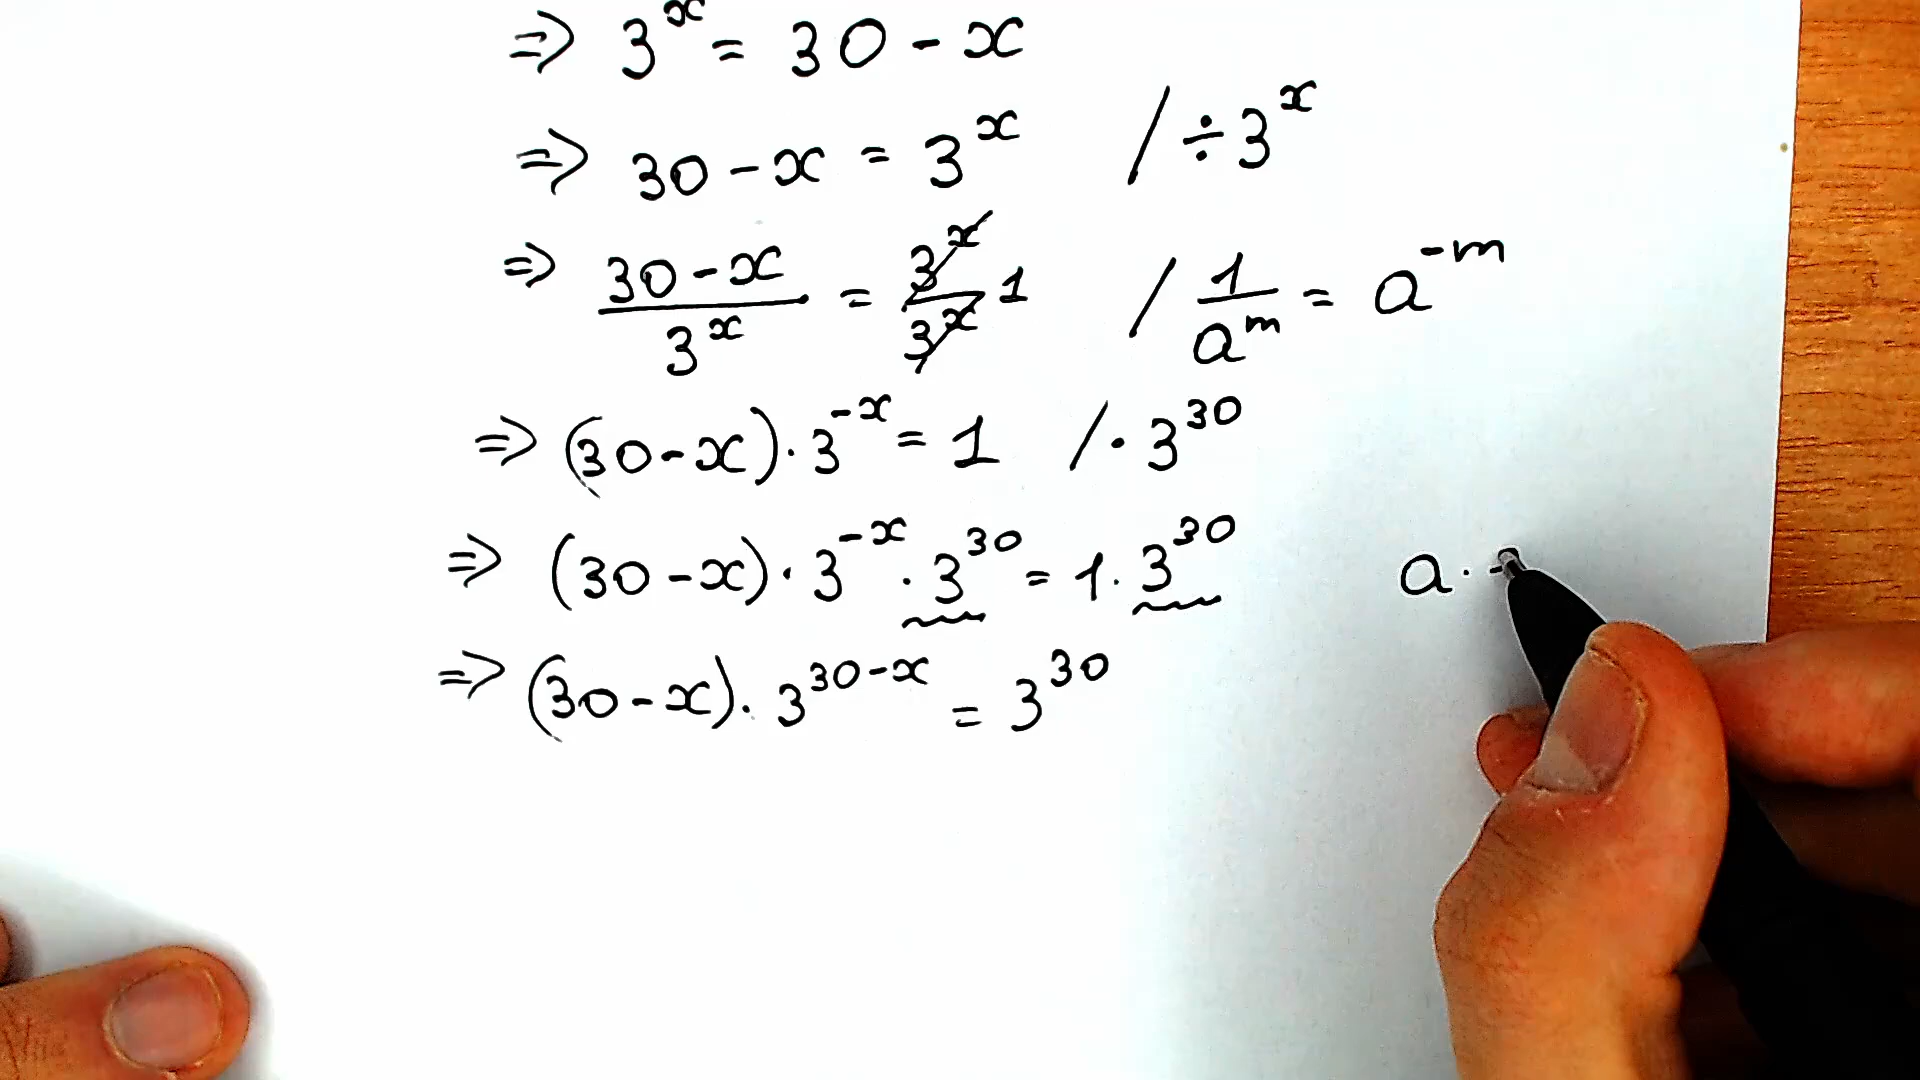 ⇒ 3^x = 30 - x
⇒ 30 - x = 3^x / ÷ 3^x
⇒ (30 - x)/3^x = 3^x/3^x 1 / 1/a^m = a^-m
⇒ (30 - x) · 3^-x = 1 / · 3^30
⇒ (30 - x) · 3^-x · 3^30 = 1 · 3^30 a ·
⇒ (30 - x) · 3^30-x = 3^30